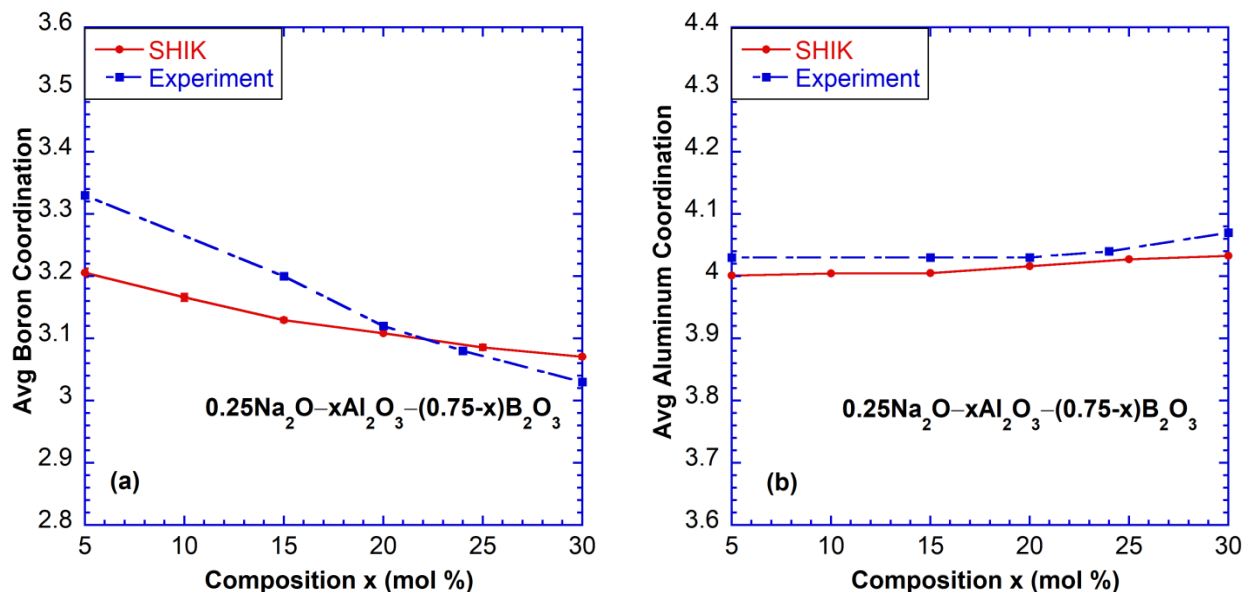 3.6
3.5
3.4
3.3
3.2
3.1
3
2.9
2.8
Avg Boron Coordination
SHIK
Experiment
0.25Na₂O–xAl₂O₃–(0.75-x)B₂O₃
(a)
5 10 15 20 25 30
Composition x (mol %)
4.4
4.3
4.2
4.1
4
3.9
3.8
3.7
3.6
Avg Aluminum Coordination
SHIK
Experiment
0.25Na₂O–xAl₂O₃–(0.75-x)B₂O₃
(b)
5 10 15 20 25 30
Composition x (mol %)